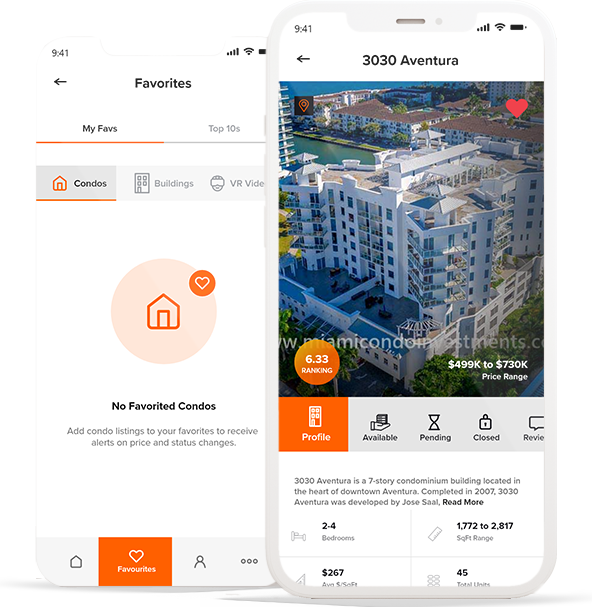 9:41
Favorites
My Favs
Top 10s
Condos
Buildings
VR Vide
No Favorited Condos
Add condo listings to your favorites to receive
alerts on price and status changes.
Favourites
9:41
3030 Aventura
w.miamicondoinvestments.c
6.33
RANKING
$499K to $730K
Price Range
Profile
Available
Pending
Closed
Revie
3030 Aventura is a 7-story condominium building located in
the heart of downtown Aventura. Completed in 2007, 3030
Aventura was developed by Jose Saal, Read More
2-4
Bedrooms
1,772 to 2,817
SqFt Range
$267
Avg $/SqFt
45
Total Units